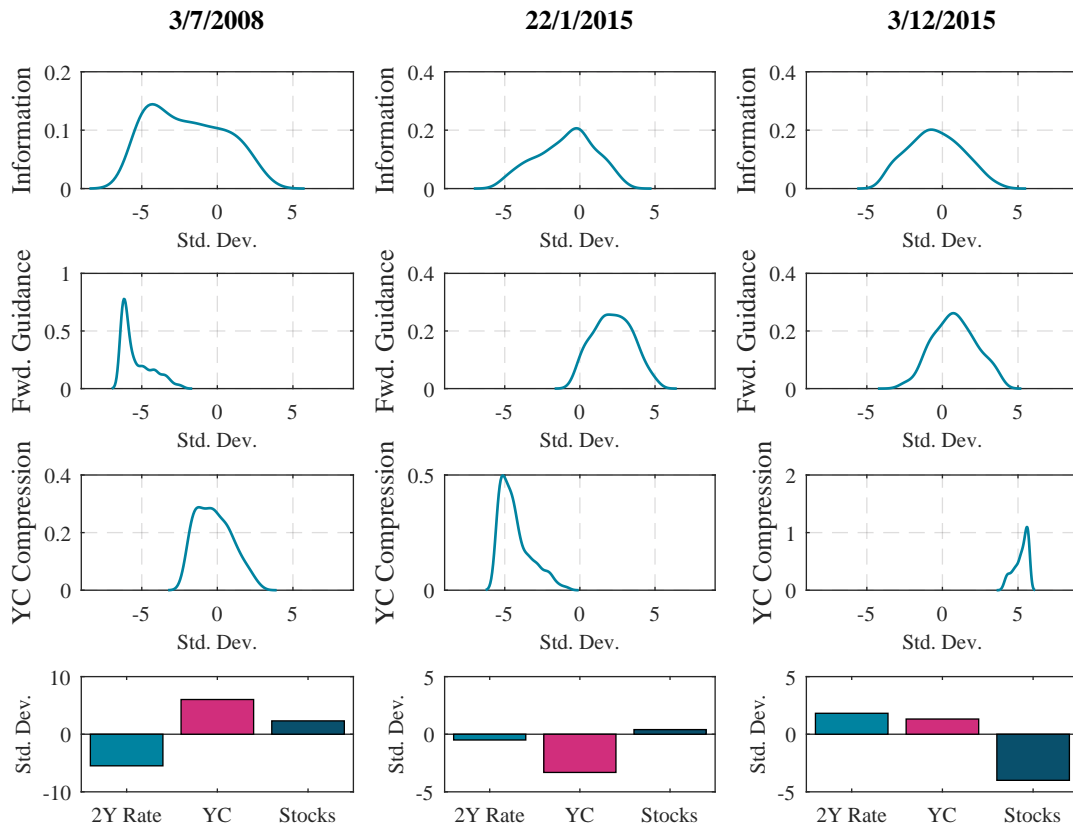 3/7/2008 22/1/2015 3/12/2015
Information
0.2
0.1
0
-5 0 5
Std. Dev.
Information
0.4
0.2
0
-5 0 5
Std. Dev.
Information
0.4
0.2
0
-5 0 5
Std. Dev.
Fwd. Guidance
1
0.5
0
-5 0 5
Std. Dev.
Fwd. Guidance
0.4
0.2
0
-5 0 5
Std. Dev.
Fwd. Guidance
0.4
0.2
0
-5 0 5
Std. Dev.
YC Compression
0.4
0.2
0
-5 0 5
Std. Dev.
YC Compression
0.5
0
-5 0 5
Std. Dev.
YC Compression
2
1
0
-5 0 5
Std. Dev.
Std. Dev.
10
0
-10
2Y Rate YC Stocks
Std. Dev.
5
0
-5
2Y Rate YC Stocks
Std. Dev.
5
0
-5
2Y Rate YC Stocks